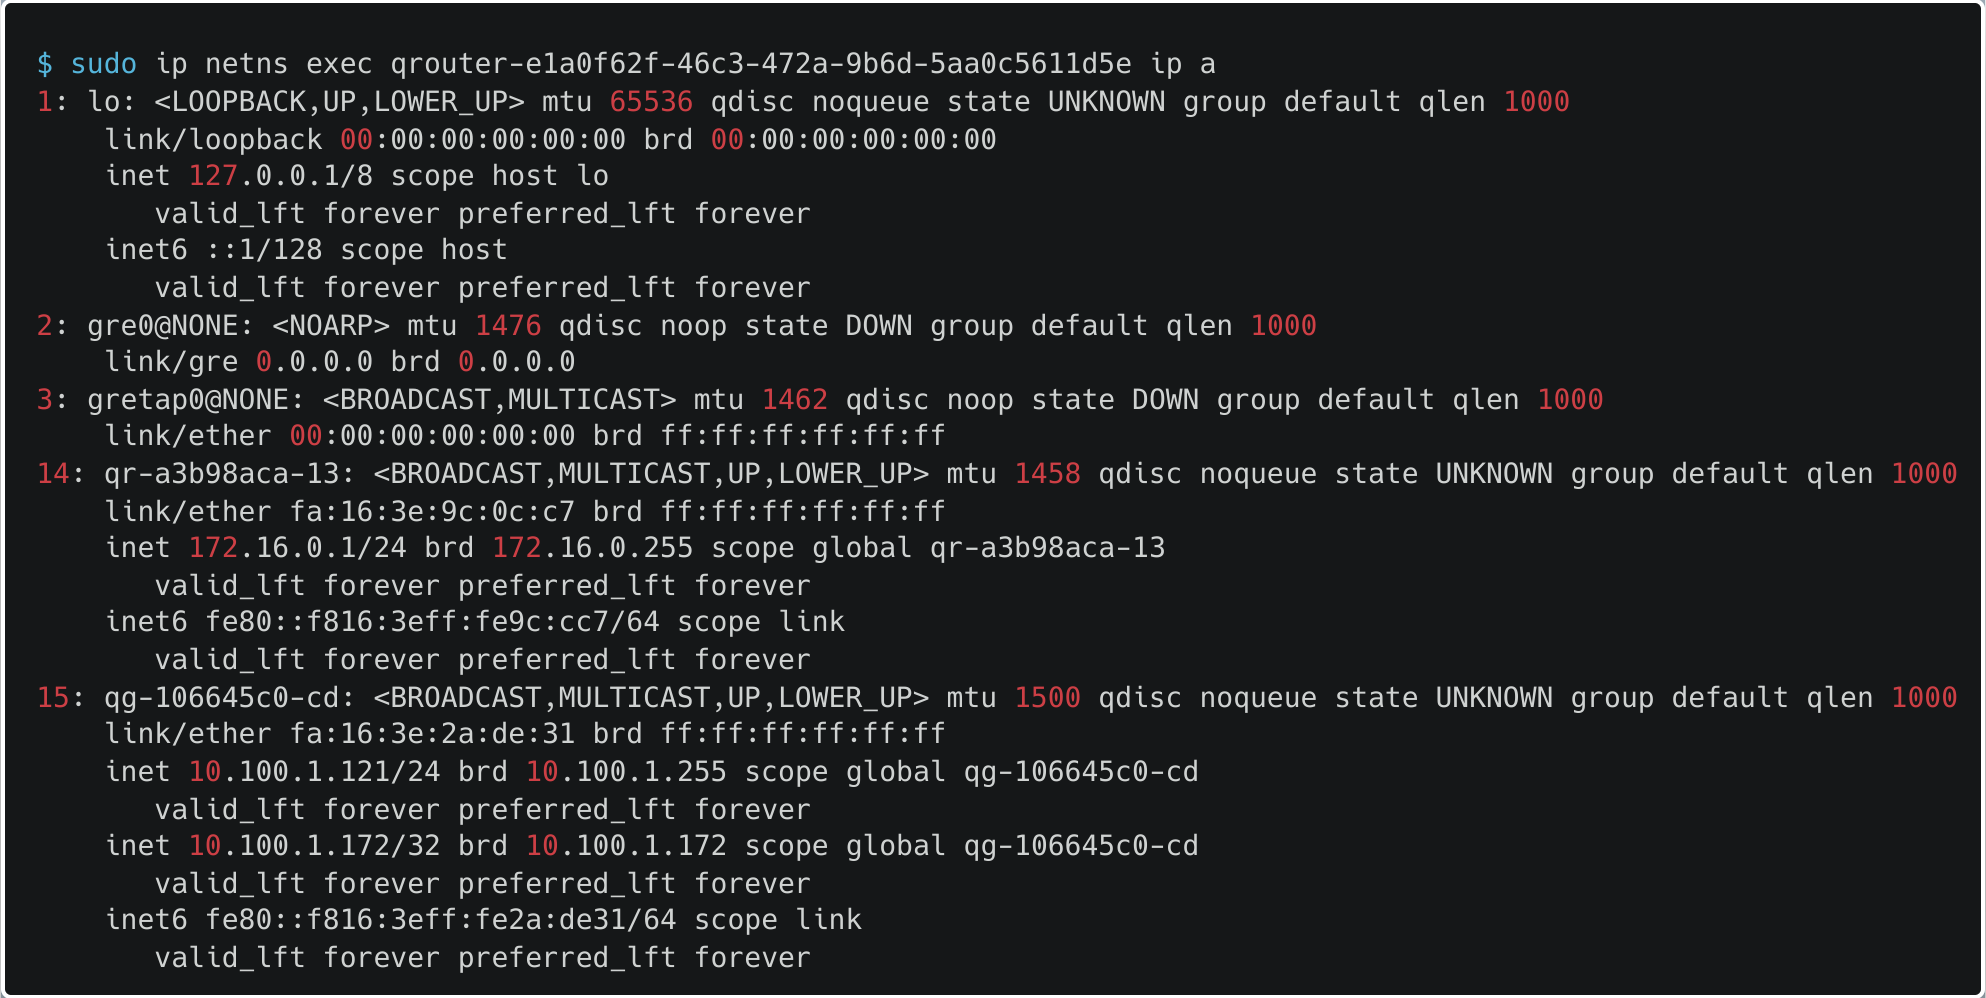 $ sudo ip netns exec qrouter-e1a0f62f-46c3-472a-9b6d-5aa0c5611d5e ip a
1: lo: <LOOPBACK,UP,LOWER_UP> mtu 65536 qdisc noqueue state UNKNOWN group default qlen 1000
    link/loopback 00:00:00:00:00:00 brd 00:00:00:00:00:00
    inet 127.0.0.1/8 scope host lo
       valid_lft forever preferred_lft forever
    inet6 ::1/128 scope host
       valid_lft forever preferred_lft forever
2: gre0@NONE: <NOARP> mtu 1476 qdisc noop state DOWN group default qlen 1000
    link/gre 0.0.0.0 brd 0.0.0.0
3: gretap0@NONE: <BROADCAST,MULTICAST> mtu 1462 qdisc noop state DOWN group default qlen 1000
    link/ether 00:00:00:00:00:00 brd ff:ff:ff:ff:ff:ff
14: qr-a3b98aca-13: <BROADCAST,MULTICAST,UP,LOWER_UP> mtu 1458 qdisc noqueue state UNKNOWN group default qlen 1000
    link/ether fa:16:3e:9c:0c:c7 brd ff:ff:ff:ff:ff:ff
    inet 172.16.0.1/24 brd 172.16.0.255 scope global qr-a3b98aca-13
       valid_lft forever preferred_lft forever
    inet6 fe80::f816:3eff:fe9c:cc7/64 scope link
       valid_lft forever preferred_lft forever
15: qg-106645c0-cd: <BROADCAST,MULTICAST,UP,LOWER_UP> mtu 1500 qdisc noqueue state UNKNOWN group default qlen 1000
    link/ether fa:16:3e:2a:de:31 brd ff:ff:ff:ff:ff:ff
    inet 10.100.1.121/24 brd 10.100.1.255 scope global qg-106645c0-cd
       valid_lft forever preferred_lft forever
    inet 10.100.1.172/32 brd 10.100.1.172 scope global qg-106645c0-cd
       valid_lft forever preferred_lft forever
    inet6 fe80::f816:3eff:fe2a:de31/64 scope link
       valid_lft forever preferred_lft forever